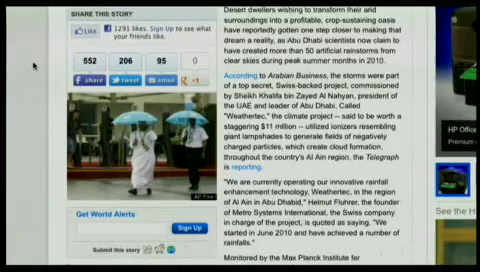 SHARE THIS STORY
Like
1291 likes. Sign Up to see what
your friends like.
552
206
95
0
share
tweet
email
+1
AP File
Get World Alerts
Sign Up
Submit this story
Desert dwellers wishing to transform their arid
surroundings into a profitable, crop-sustaining oasis
have reportedly gotten one step closer to making that
dream a reality, as Abu Dhabi scientists now claim to
have created more than 50 artificial rainstorms from
clear skies during peak summer months in 2010.
According to Arabian Business, the storms were part
of a top secret, Swiss-backed project, commissioned
by Sheikh Khalifa bin Zayed Al Nahyan, president of
the UAE and leader of Abu Dhabi. Called
"Weathertec," the climate project -- said to be worth a
staggering $11 million -- utilized ionizers resembling
giant lampshades to generate fields of negatively
charged particles, which create cloud formation,
throughout the country's Al Ain region, the Telegraph
is reporting.
"We are currently operating our innovative rainfall
enhancement technology, Weathertec, in the region
of Al Ain in Abu Dhabi," Helmut Fluhrer, the founder
of Metro Systems International, the Swiss company
in charge of the project, is quoted as saying. "We
started in June 2010 and have achieved a number of
rainfalls."
Monitored by the Max Planck Institute for
HP Office
Premium
See the H